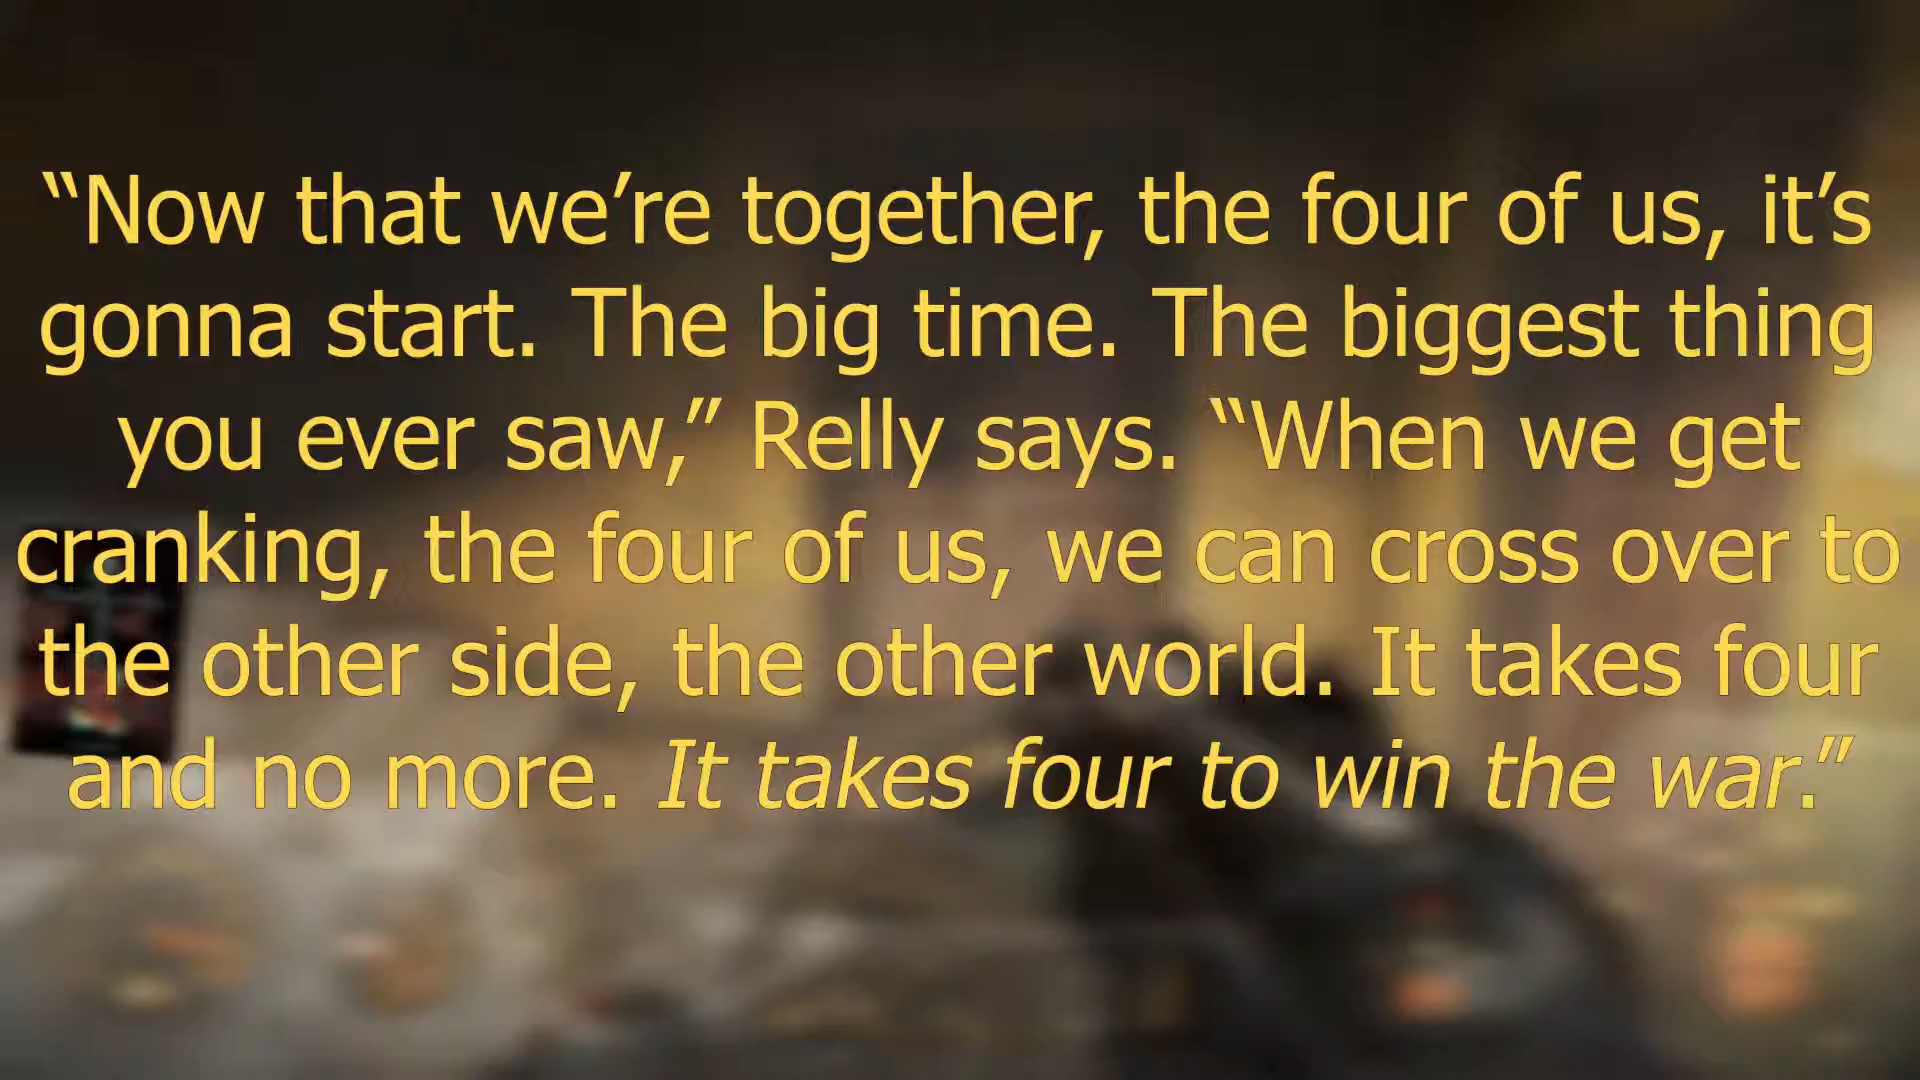 “Now that we’re together, the four of us, it’s
gonna start. The big time. The biggest thing
you ever saw,” Relly says. “When we get
cranking, the four of us, we can cross over to
the other side, the other world. It takes four
and no more. It takes four to win the war.”